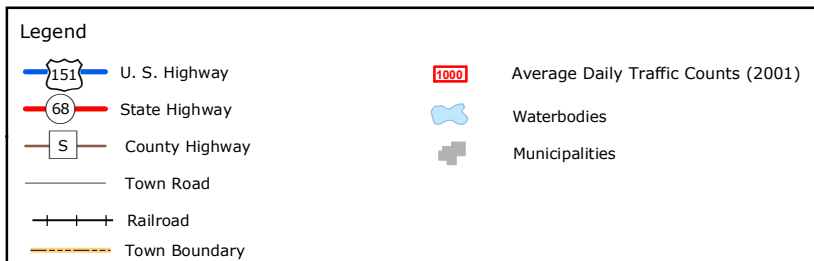 Legend
151 U. S. Highway
68 State Highway
S County Highway
Town Road
Railroad
Town Boundary
1000 Average Daily Traffic Counts (2001)
Waterbodies
Municipalities